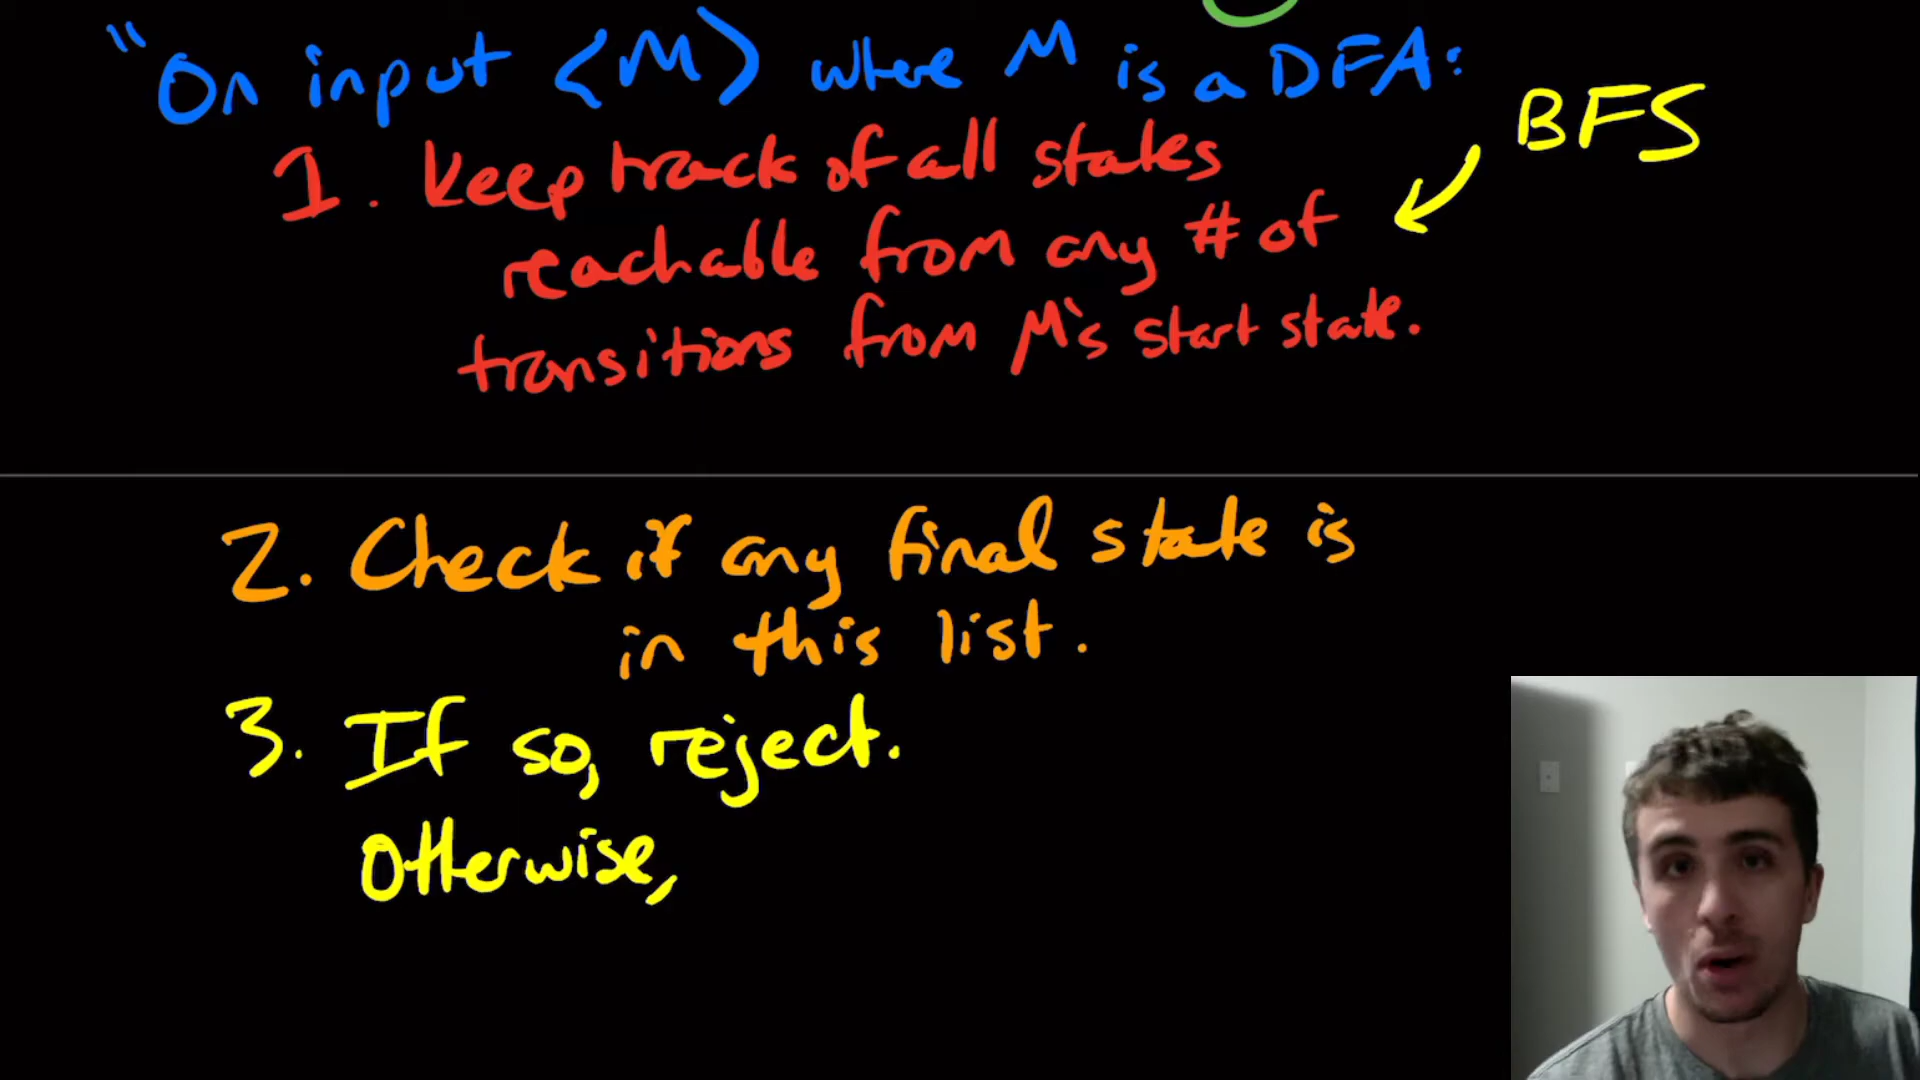 "On input <M> where M is a DFA:
BFS
1. Keep track of all states
reachable from any # of
transitions from M's start state.
2. Check if any final state is
in this list.
3. If so, reject.
Otherwise,